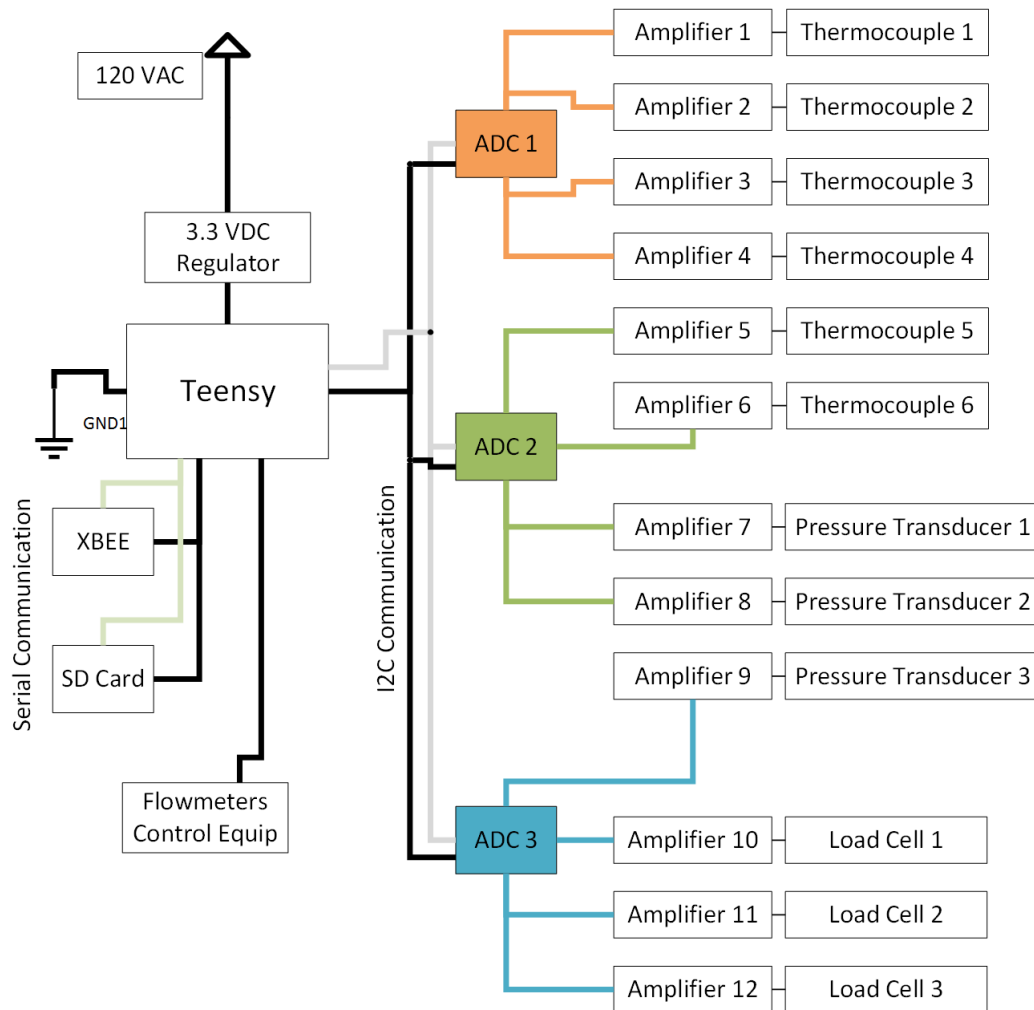 120 VAC
3.3 VDC
Regulator
Teensy
GND1
Serial Communication
XBEE
SD Card
Flowmeters
Control Equip
I2C Communication
ADC 1
Amplifier 1
Thermocouple 1
Amplifier 2
Thermocouple 2
Amplifier 3
Thermocouple 3
Amplifier 4
Thermocouple 4
ADC 2
Amplifier 5
Thermocouple 5
Amplifier 6
Thermocouple 6
Amplifier 7
Pressure Transducer 1
Amplifier 8
Pressure Transducer 2
ADC 3
Amplifier 9
Pressure Transducer 3
Amplifier 10
Load Cell 1
Amplifier 11
Load Cell 2
Amplifier 12
Load Cell 3